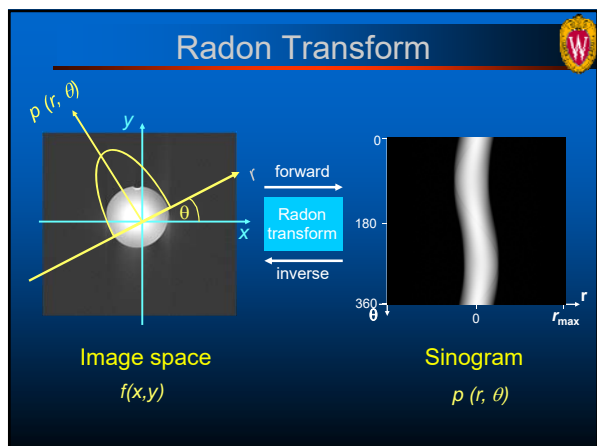 Radon Transform
W
p (r, θ)
y
r
θ
x
forward
Radon
transform
inverse
0
180
360
θ
0
r
rmax
Image space
f(x,y)
Sinogram
p (r, θ)